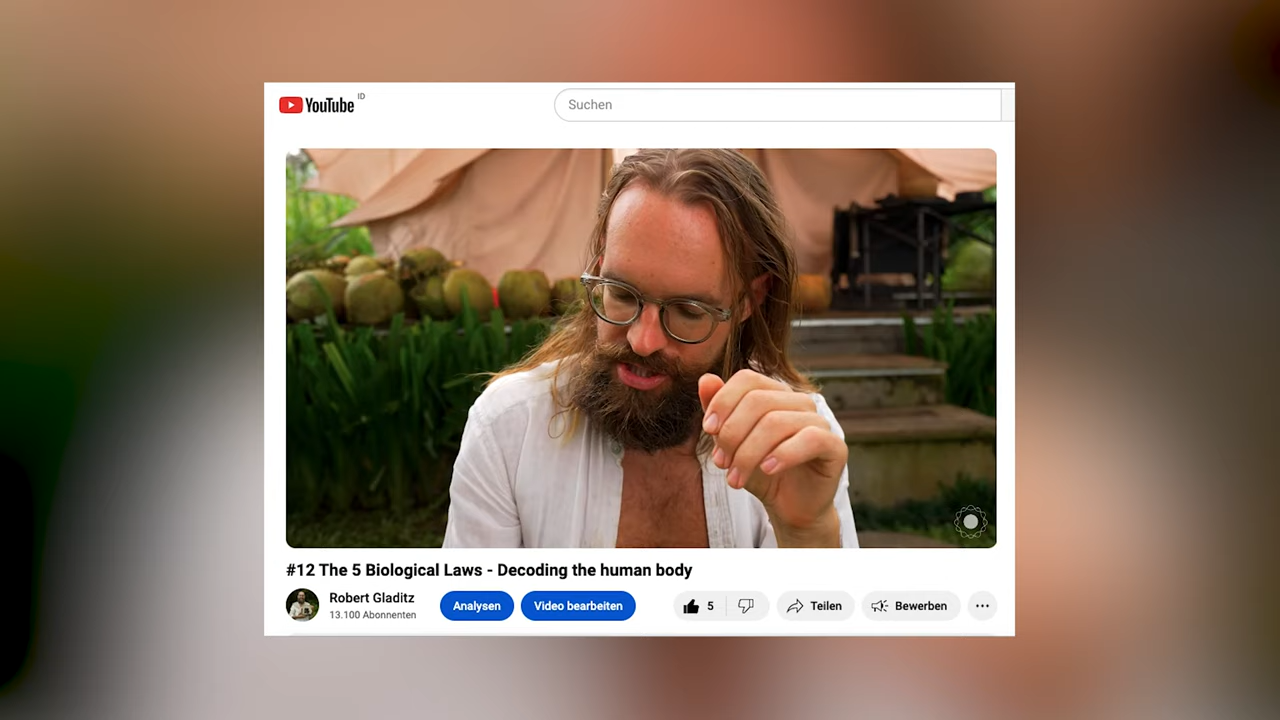 YouTube ID
Suchen
#12 The 5 Biological Laws - Decoding the human body
Robert Gladitz
13.100 Abonnenten
Analysen
Video bearbeiten
5
Teilen
Bewerben